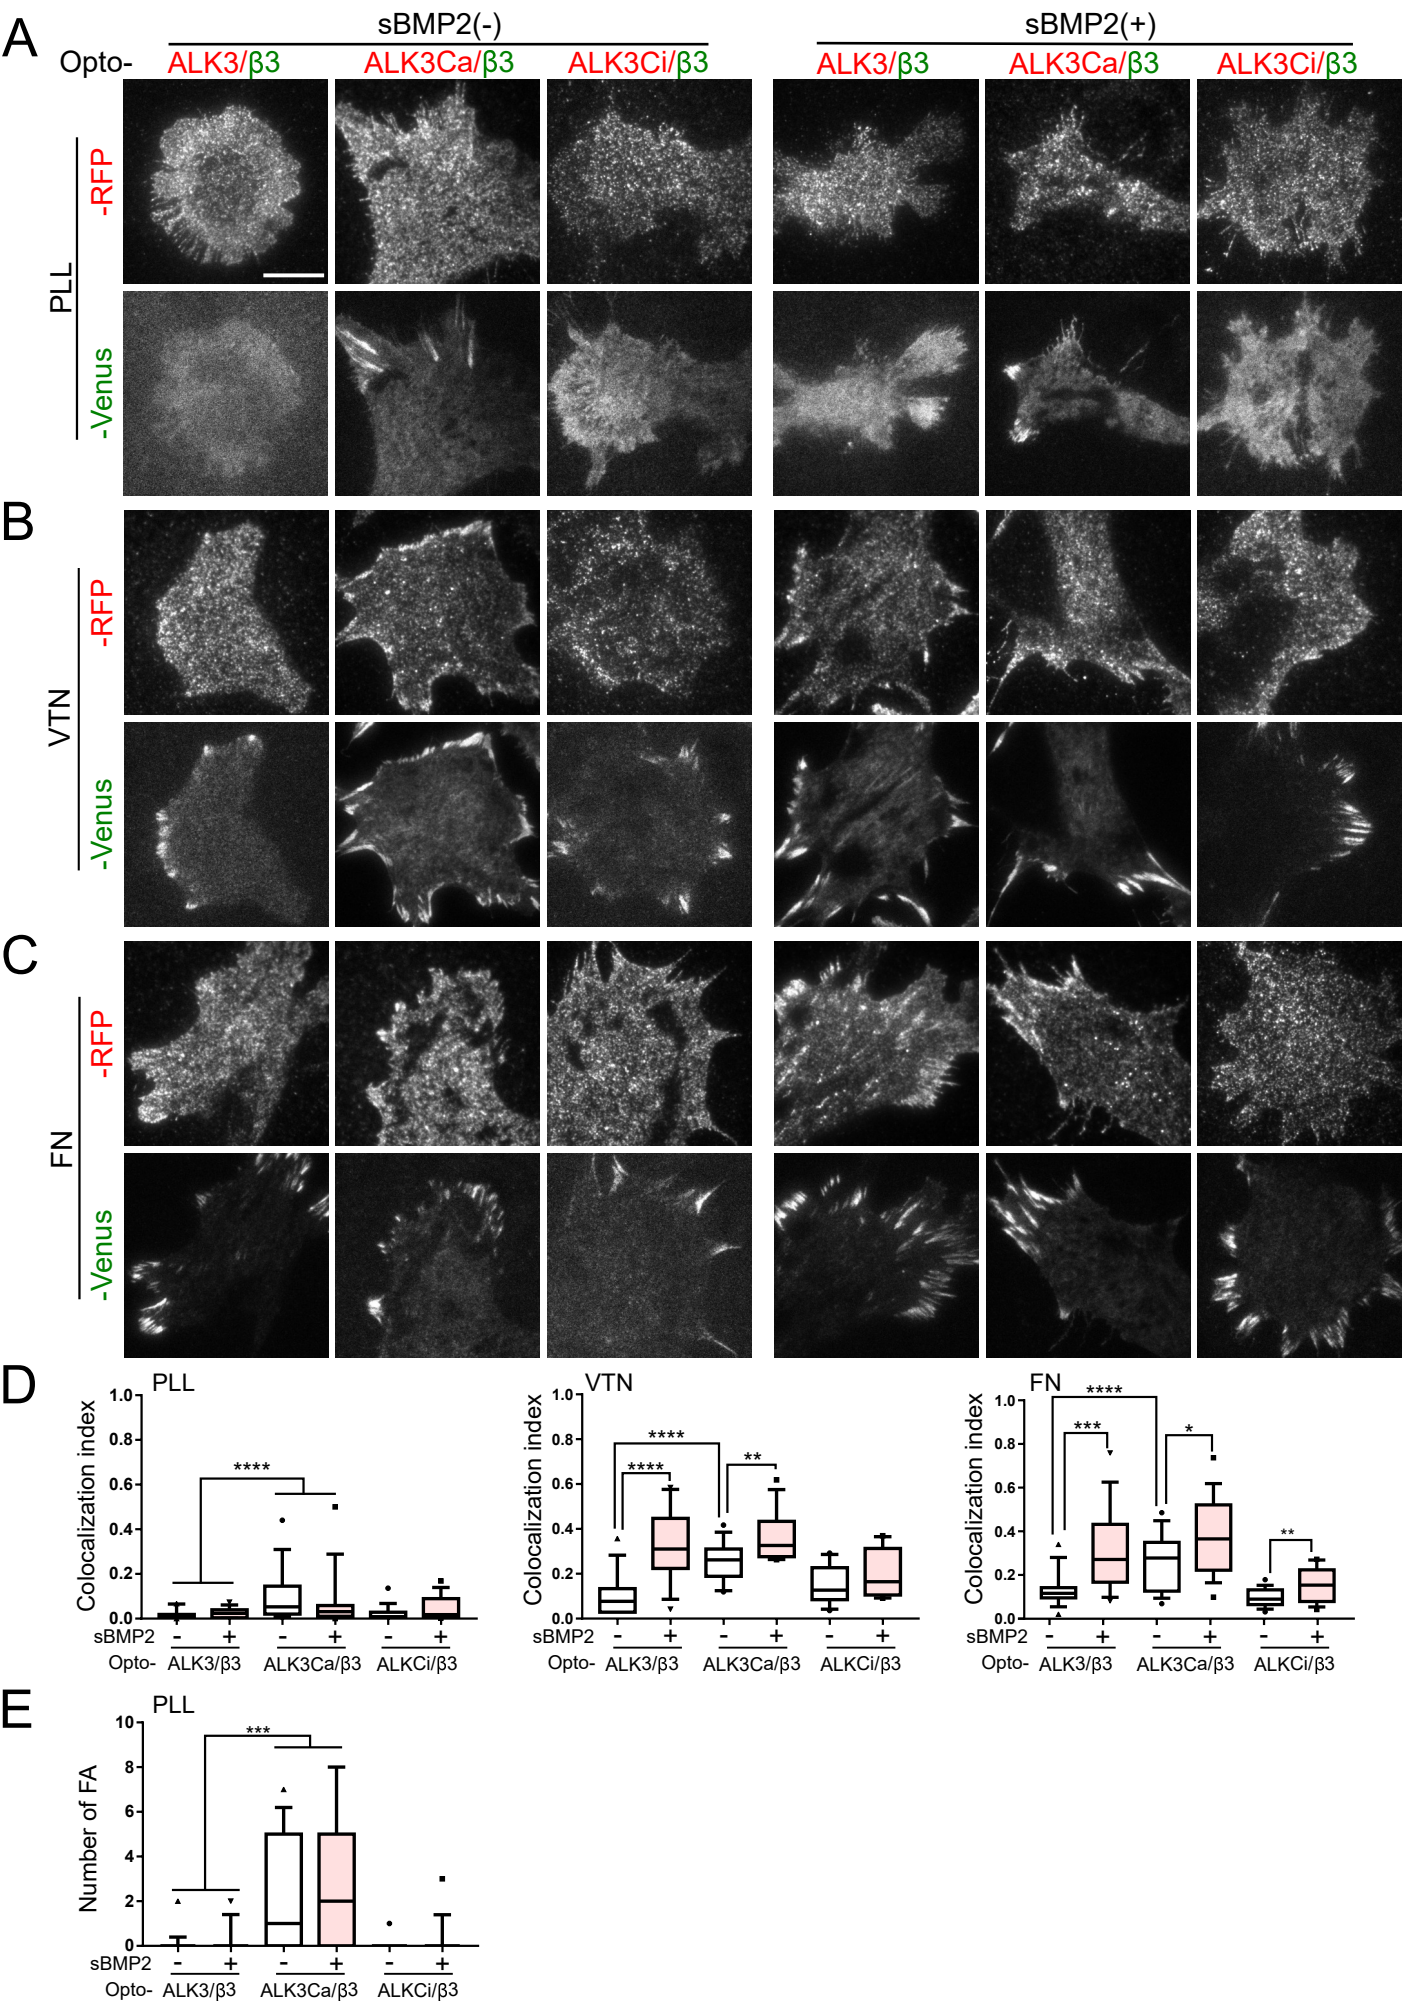 A
sBMP2(-)
sBMP2(+)
Opto-
ALK3/β3
ALK3Ca/β3
ALK3Ci/β3
ALK3/β3
ALK3Ca/β3
ALK3Ci/β3
PLL
-RFP
-Venus
B
VTN
-RFP
-Venus
C
FN
-RFP
-Venus
D
PLL
Colocalization index
1.0
0.8
0.6
0.4
0.2
0.0
****
sBMP2 - + - + - +
Opto- ALK3/β3 ALK3Ca/β3 ALKCi/β3
VTN
Colocalization index
1.0
0.8
0.6
0.4
0.2
0.0
****
****
**
sBMP2 - + - + - +
Opto- ALK3/β3 ALK3Ca/β3 ALKCi/β3
FN
Colocalization index
1.0
0.8
0.6
0.4
0.2
0.0
****
***
*
**
sBMP2 - + - + - +
Opto- ALK3/β3 ALK3Ca/β3 ALKCi/β3
E
PLL
Number of FA
10
8
6
4
2
0
***
sBMP2 - + - + - +
Opto- ALK3/β3 ALK3Ca/β3 ALKCi/β3